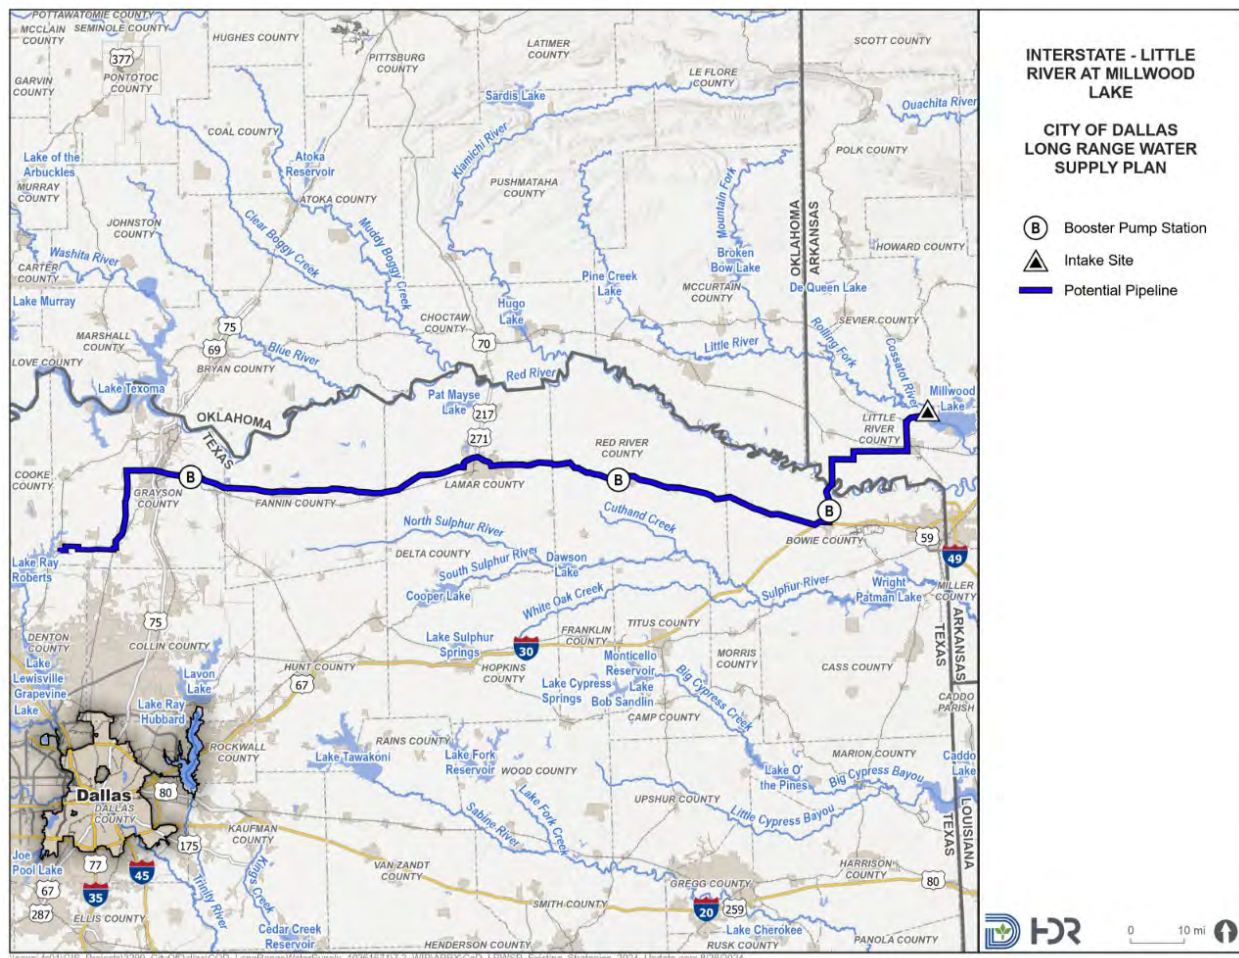 POTTAWATOMIE COUNTY
MCCLAIN
COUNTY
SEMINOLE COUNTY
HUGHES COUNTY
377
PITTSBURG
COUNTY
LATIMER
COUNTY
SCOTT COUNTY
GARVIN
COUNTY
PONTOTOC
COUNTY
LE FLORE
COUNTY
Sardis Lake
Ouachita River
COAL COUNTY
Kiamichi River
POLK COUNTY
Lake of the
Arbuckles
Atoka
Reservoir
MURRAY
COUNTY
PUSHMATAHA
COUNTY
ATOKA COUNTY
Mountain Fork
JOHNSTON
COUNTY
Clear Boggy Creek
Muddy Boggy Creek
OKLAHOMA
ARKANSAS
Washita River
HOWARD COUNTY
CARTER
COUNTY
Broken
Bow Lake
Pine Creek
Lake
MCCURTAIN
COUNTY
De Queen Lake
Lake Murray
Hugo
Lake
MARSHALL
COUNTY
CHOCTAW
COUNTY
SEVIER COUNTY
75
69
70
Rolling Fork
Cossatot River
LOVE COUNTY
Blue River
Little River
BRYAN COUNTY
Red River
Lake Texoma
Pat Mayse
Lake
Millwood
Lake
OKLAHOMA
TEXAS
217
271
LITTLE
RIVER
COUNTY
RED RIVER
COUNTY
COOKE
COUNTY
B
B
GRAYSON
COUNTY
LAMAR COUNTY
FANNIN COUNTY
B
Cuthand Creek
North Sulphur River
BOWIE COUNTY
59
49
DELTA COUNTY
South Sulphur River
Dawson
Lake
Lake Ray
Roberts
Cooper Lake
White Oak Creek
Sulphur River
Wright
Patman Lake
MILLER
COUNTY
ARKANSAS
TEXAS
75
DENTON
COUNTY
COLLIN COUNTY
Lake Sulphur
Springs
30
FRANKLIN
COUNTY
TITUS COUNTY
Lake
Lewisville
Grapevine
Lake
Lavon
Lake
HUNT COUNTY
67
HOPKINS
COUNTY
Monticello
Reservoir
MORRIS
COUNTY
CASS COUNTY
Lake Cypress
Springs
Lake
Bob Sandlin
Big Cypress Creek
CADDO
PARISH
Lake Ray
Hubbard
CAMP COUNTY
ROCKWALL
COUNTY
RAINS COUNTY
Lake Tawakoni
Lake Fork
Reservoir
WOOD COUNTY
MARION COUNTY
Caddo
Lake
Lake O'
the Pines
Big Cypress Bayou
Dallas
DALLAS
COUNTY
80
Sabine River
Lake Fork Creek
UPSHUR COUNTY
Little Cypress Bayou
TEXAS
LOUISIANA
KAUFMAN
COUNTY
175
Joe
Pool Lake
77
45
Kings Creek
VAN ZANDT
COUNTY
HARRISON
COUNTY
80
67
35
Trinity River
GREGG COUNTY
287
ELLIS COUNTY
SMITH COUNTY
20
259
Lake Cherokee
Cedar Creek
Reservoir
HENDERSON COUNTY
RUSK COUNTY
PANOLA COUNTY
INTERSTATE - LITTLE
RIVER AT MILLWOOD
LAKE
CITY OF DALLAS
LONG RANGE WATER
SUPPLY PLAN
B Booster Pump Station
Intake Site
Potential Pipeline
HDR
0 10 mi